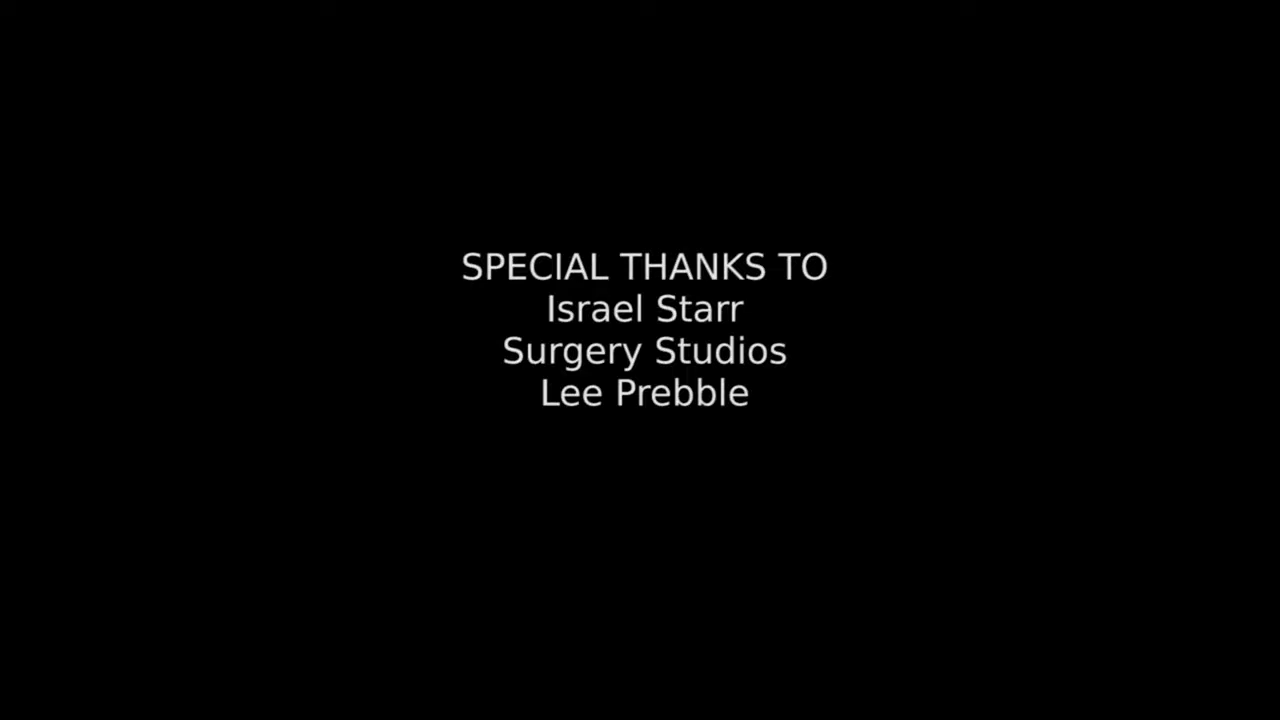 SPECIAL THANKS TO
Israel Starr
Surgery Studios
Lee Prebble